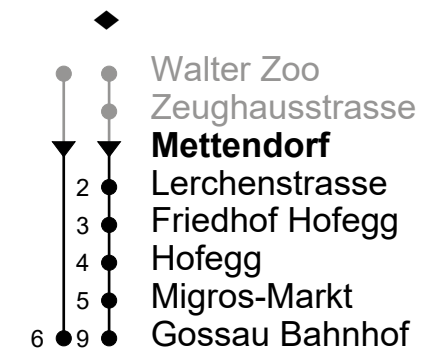 Walter Zoo
Zeughausstrasse
Mettendorf
2 Lerchenstrasse
3 Friedhof Hofegg
4 Hofegg
5 Migros-Markt
6 9 Gossau Bahnhof